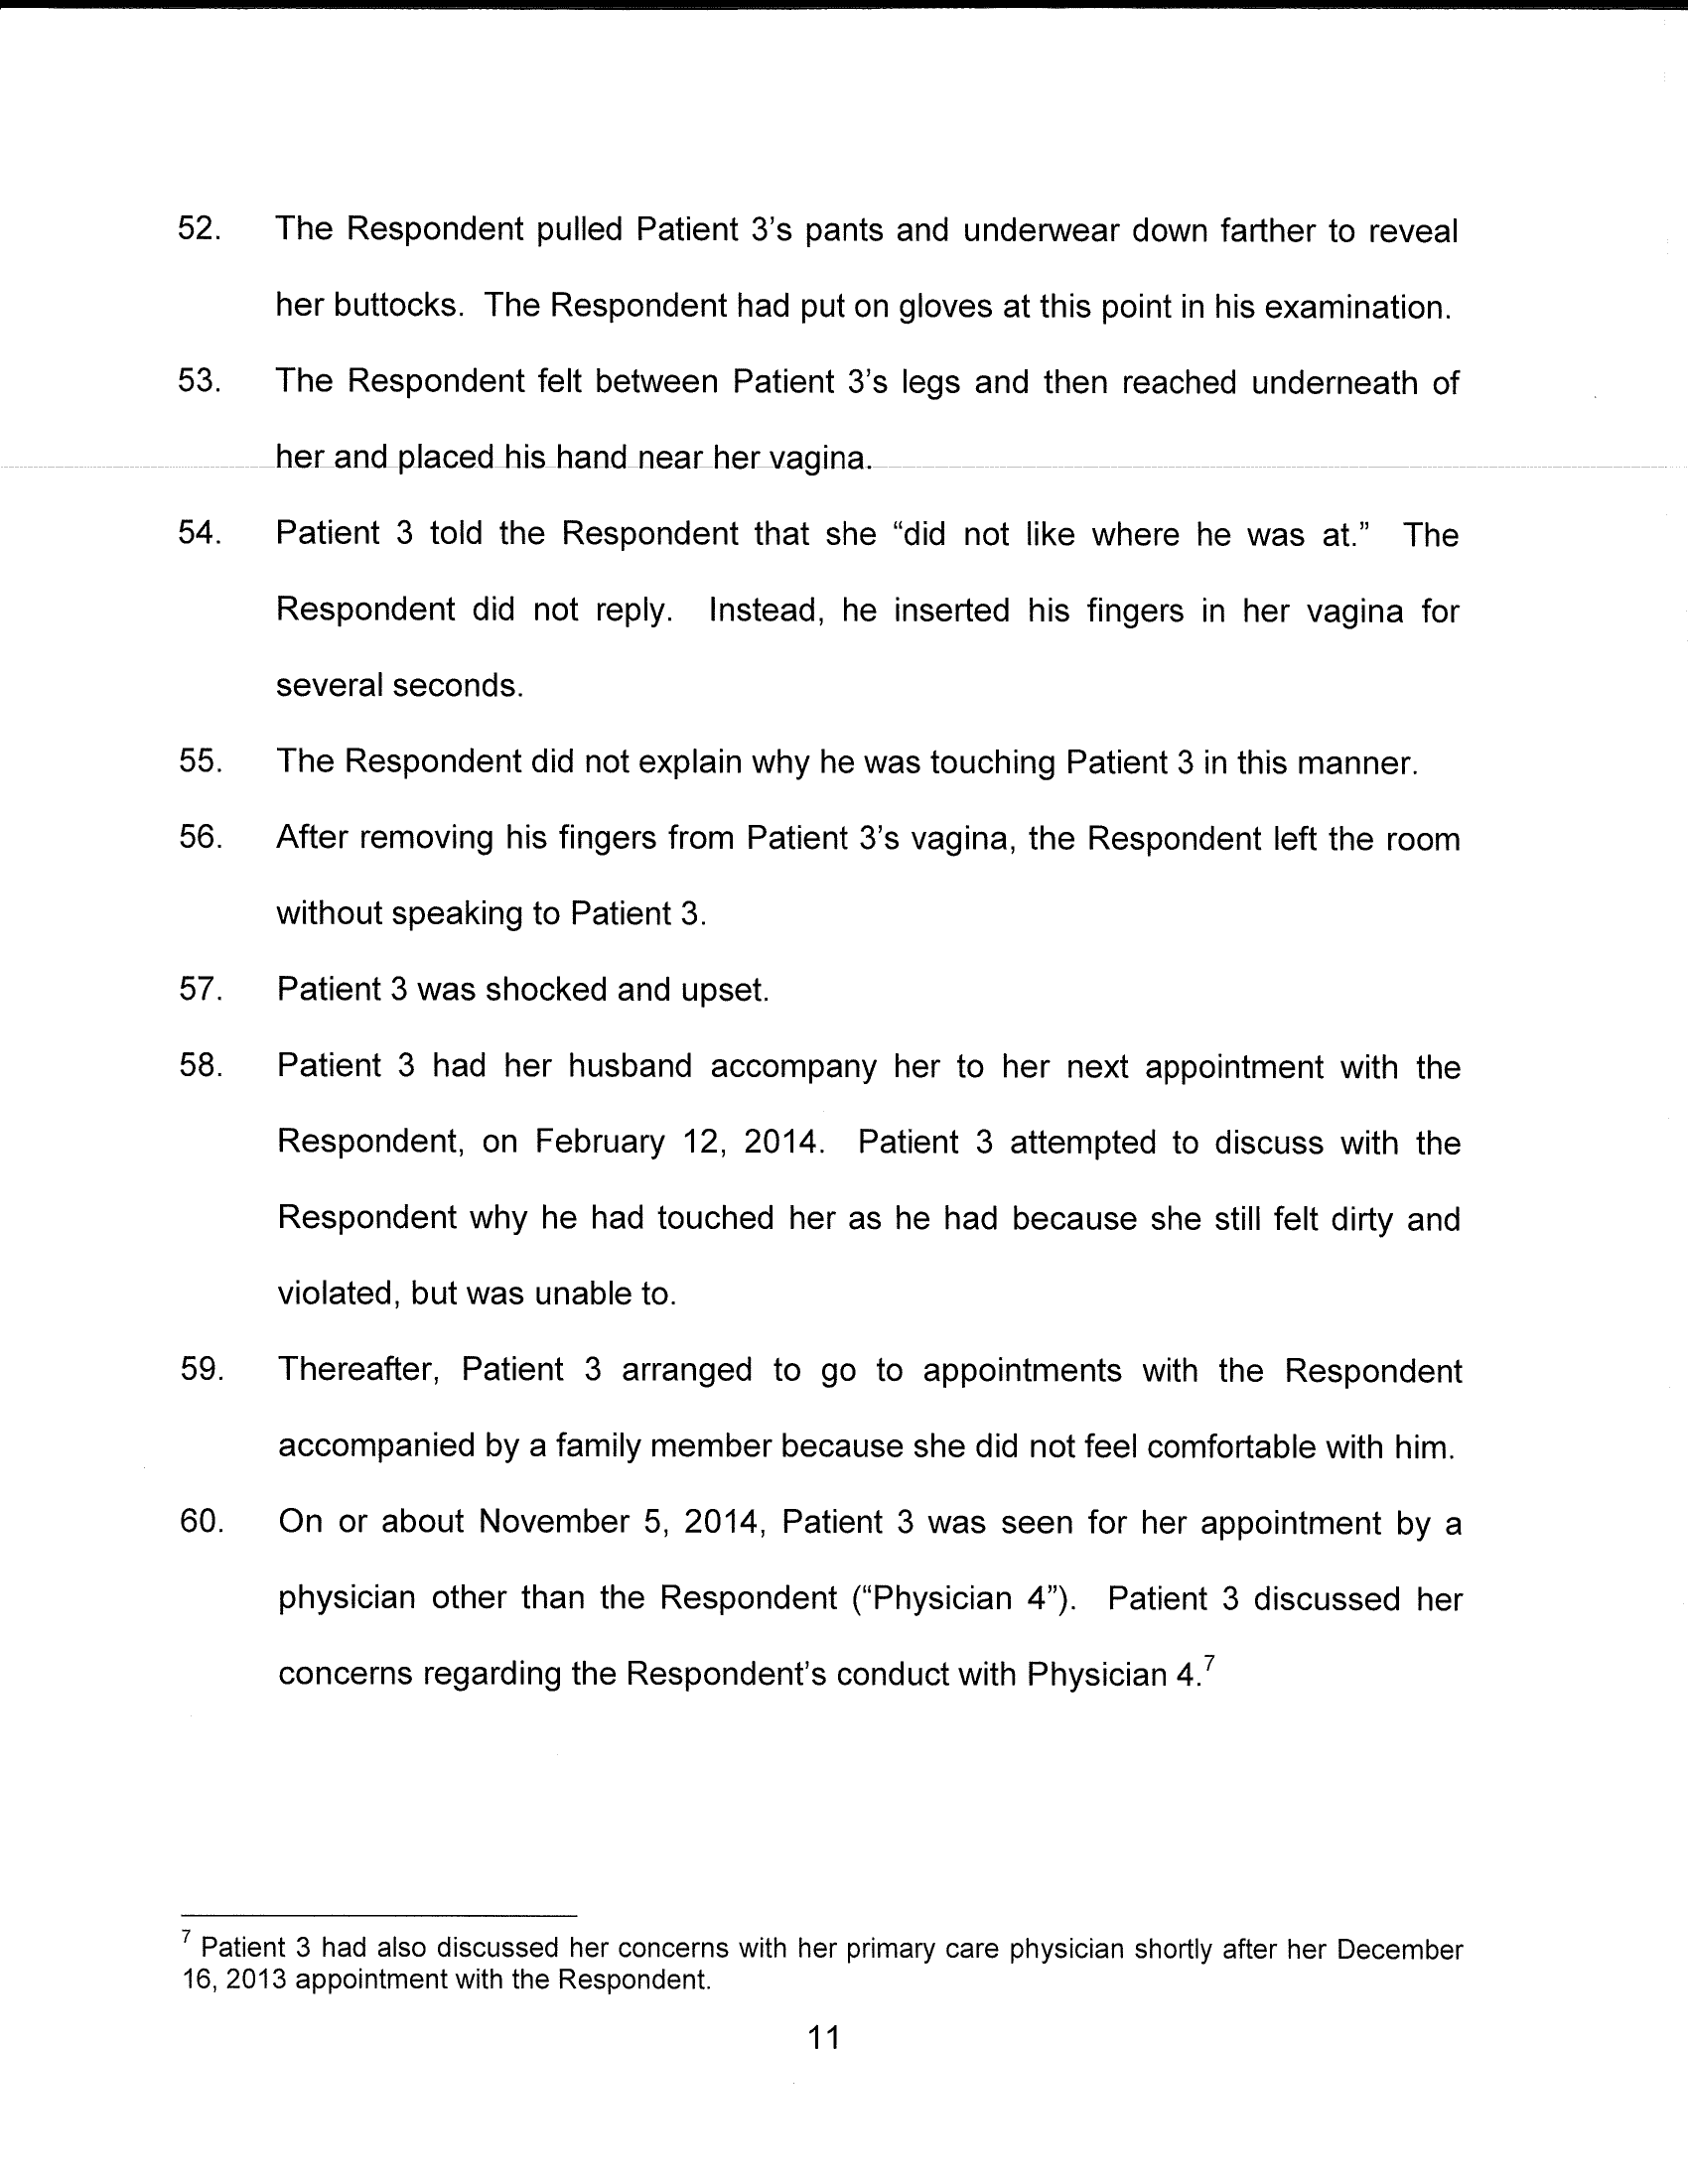 52. The Respondent pulled Patient 3's pants and underwear down farther to reveal
her buttocks. The Respondent had put on gloves at this point in his examination.
53. The Respondent felt between Patient 3's legs and then reached underneath of
her and placed his hand near her vagina.
54. Patient 3 told the Respondent that she “did not like where he was at.” The
Respondent did not reply. Instead, he inserted his fingers in her vagina for
several seconds.
55. The Respondent did not explain why he was touching Patient 3 in this manner.
56. After removing his fingers from Patient 3's vagina, the Respondent left the room
without speaking to Patient 3.
57. Patient 3 was shocked and upset.
58. Patient 3 had her husband accompany her to her next appointment with the
Respondent, on February 12, 2014. Patient 3 attempted to discuss with the
Respondent why he had touched her as he had because she still felt dirty and
violated, but was unable to.
59. Thereafter, Patient 3 arranged to go to appointments with the Respondent
accompanied by a family member because she did not feel comfortable with him.
60. On or about November 5, 2014, Patient 3 was seen for her appointment by a
physician other than the Respondent (“Physician 4”). Patient 3 discussed her
concerns regarding the Respondent's conduct with Physician 4.⁷
⁷ Patient 3 had also discussed her concerns with her primary care physician shortly after her December
16, 2013 appointment with the Respondent.
11